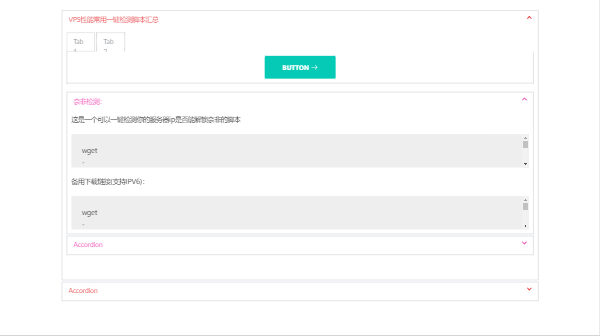 VPS性能常用一键检测脚本汇总
Tab
Tab
BUTTON →
奈非检测:
这是一个可以一键检测你的服务器ip是否能解锁奈非的脚本
wget
-
备用下载链接(支持IPV6):
wget
-
Accordion
Accordion